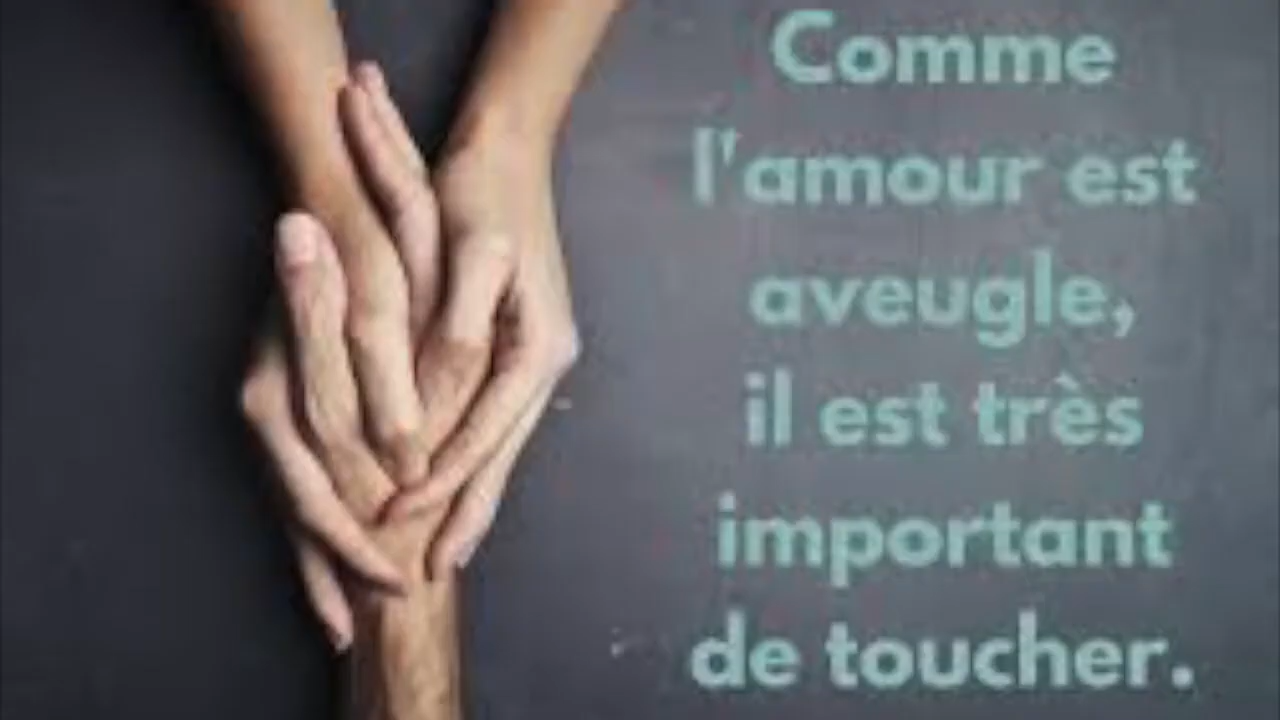 Comme
l'amour est
aveugle,
il est très
important
de toucher.